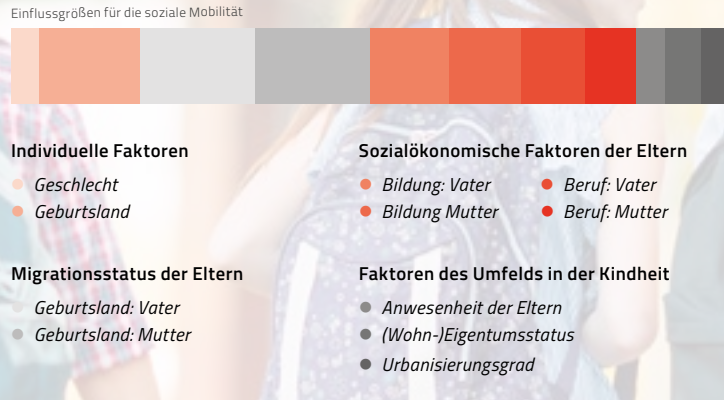 Einflussgrößen für die soziale Mobilität
Individuelle Faktoren
Geschlecht
Geburtsland
Sozialökonomische Faktoren der Eltern
Bildung: Vater
Beruf: Vater
Bildung Mutter
Beruf: Mutter
Migrationsstatus der Eltern
Geburtsland: Vater
Geburtsland: Mutter
Faktoren des Umfelds in der Kindheit
Anwesenheit der Eltern
(Wohn-)Eigentumsstatus
Urbanisierungsgrad